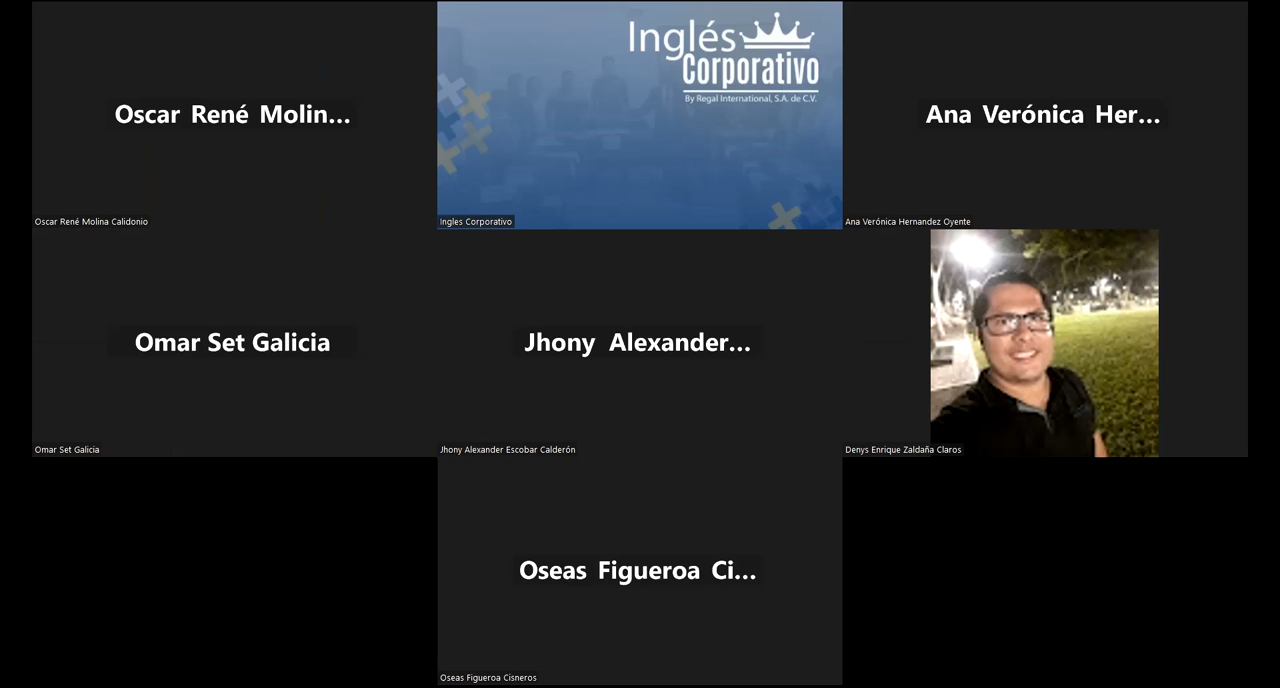 Oscar René Molin...
Oscar René Molina Calidonio
Inglés
Corporativo
By Regal International, S.A. de C.V.
Ingles Corporativo
Ana Verónica Her...
Ana Verónica Hernandez Oyente
Omar Set Galicia
Omar Set Galicia
Jhony Alexander...
Jhony Alexander Escobar Calderón
Denys Enrique Zaldaña Claros
Oseas Figueroa Ci...
Oseas Figueroa Cisneros